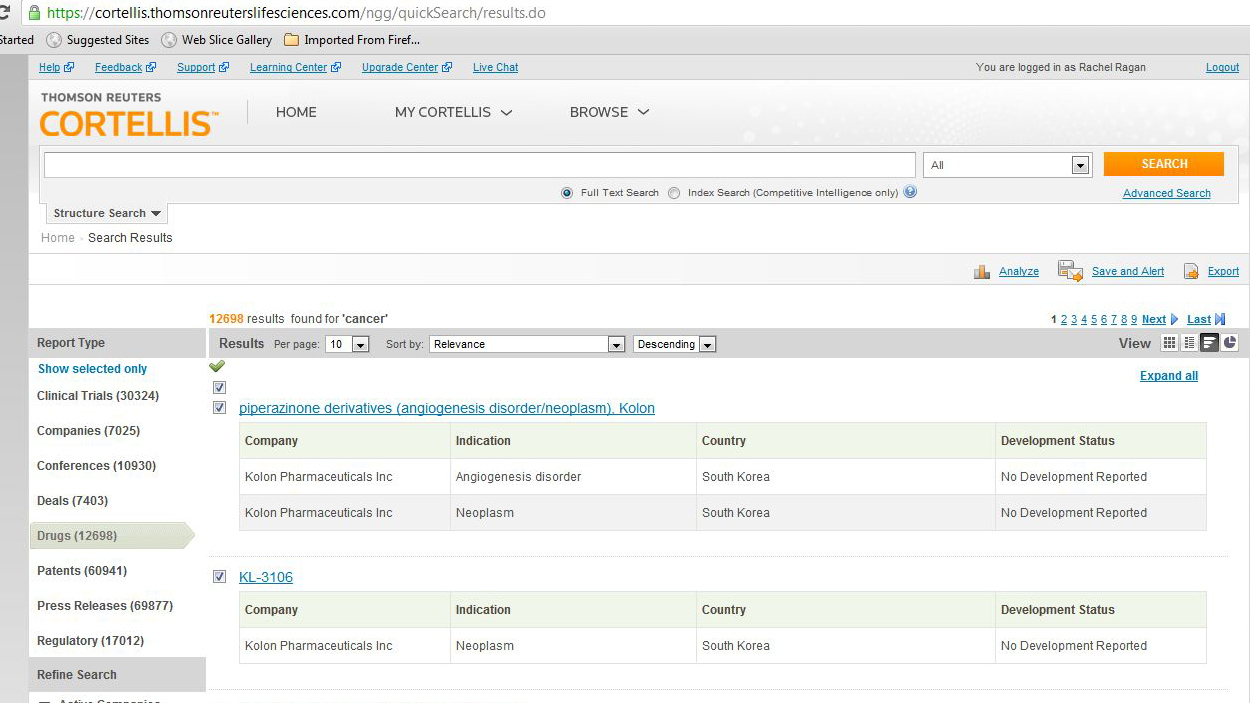 https://cortellis.thomsonreuterslifesciences.com/ngg/quickSearch/results.do
Started Suggested Sites Web Slice Gallery Imported From Firef...
Help Feedback Support Learning Center Upgrade Center Live Chat You are logged in as Rachel Ragan Logout
THOMSON REUTERS
CORTELLIS™ HOME MY CORTELLIS BROWSE
All SEARCH
Full Text Search Index Search (Competitive Intelligence only) Advanced Search
Structure Search
Home Search Results
Analyze Save and Alert Export
12698 results found for 'cancer' 1 2 3 4 5 6 7 8 9 Next Last
Report Type Results Per page: 10 Sort by: Relevance Descending View
Show selected only Expand all
Clinical Trials (30324)
Companies (7025)
Conferences (10930)
Deals (7403)
Drugs (12698)
Patents (60941)
Press Releases (69877)
Regulatory (17012)
Refine Search
Active Companies
piperazinone derivatives (angiogenesis disorder/neoplasm), Kolon
Company Indication Country Development Status
Kolon Pharmaceuticals Inc Angiogenesis disorder South Korea No Development Reported
Kolon Pharmaceuticals Inc Neoplasm South Korea No Development Reported
KL-3106
Company Indication Country Development Status
Kolon Pharmaceuticals Inc Neoplasm South Korea No Development Reported